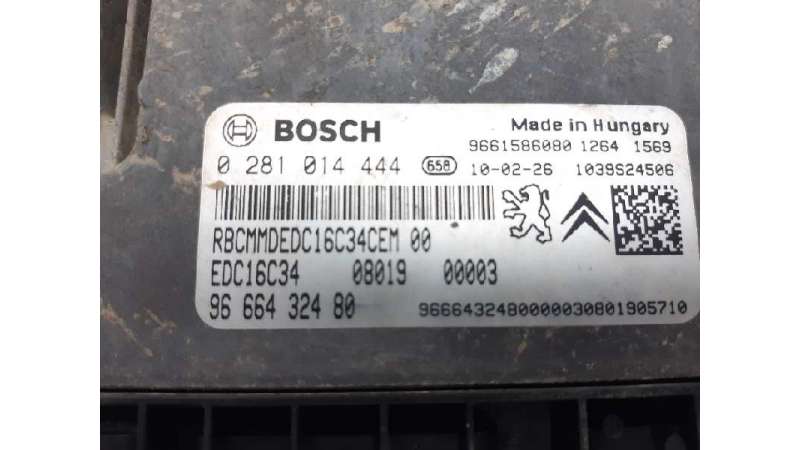 BOSCH Made in Hungary
9661586080 1264 1569
0 281 014 444 658 10-02-26 1039S24506
RBCMMDEDC16C34CEM 00
EDC16C34 08019 00003
96 664 324 80 9666432480000030801905710